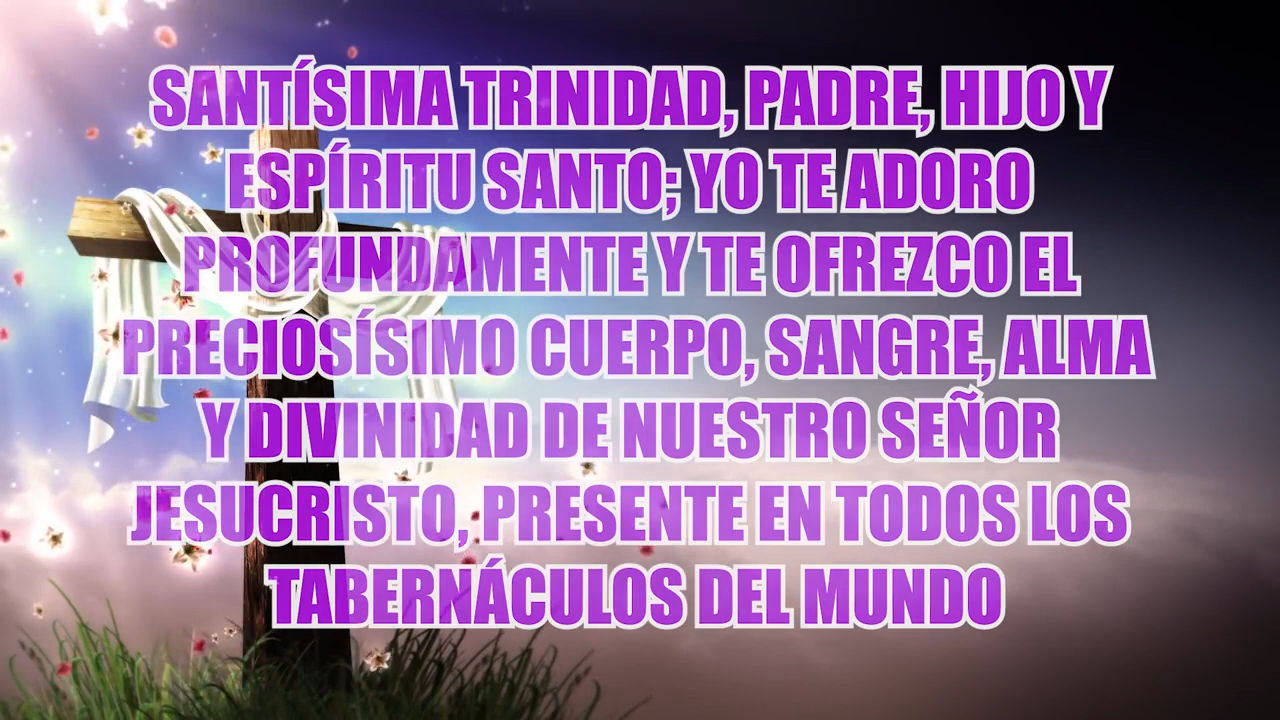 SANTÍSIMA TRINIDAD, PADRE, HIJO Y
ESPÍRITU SANTO; YO TE ADORO
PROFUNDAMENTE Y TE OFREZCO EL
PRECIOSÍSIMO CUERPO, SANGRE, ALMA
Y DIVINIDAD DE NUESTRO SEÑOR
JESUCRISTO, PRESENTE EN TODOS LOS
TABERNÁCULOS DEL MUNDO